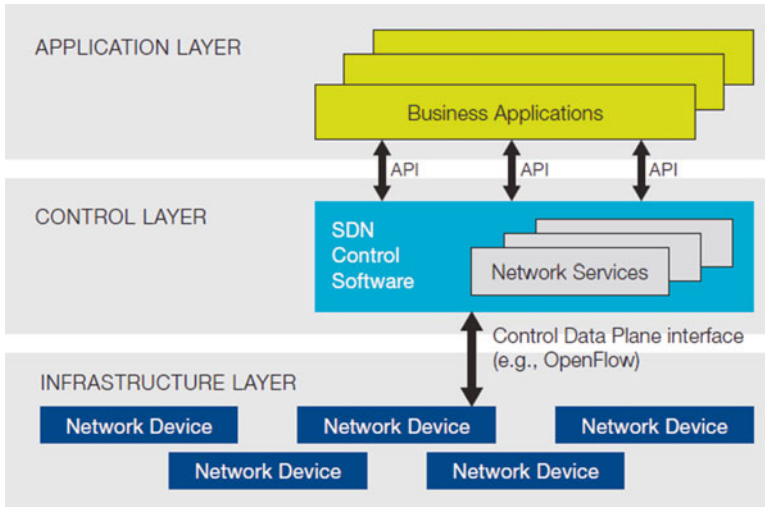 APPLICATION LAYER
Business Applications
API
API
API
CONTROL LAYER
SDN
Control
Software
Network Services
Control Data Plane interface
(e.g., OpenFlow)
INFRASTRUCTURE LAYER
Network Device
Network Device
Network Device
Network Device
Network Device